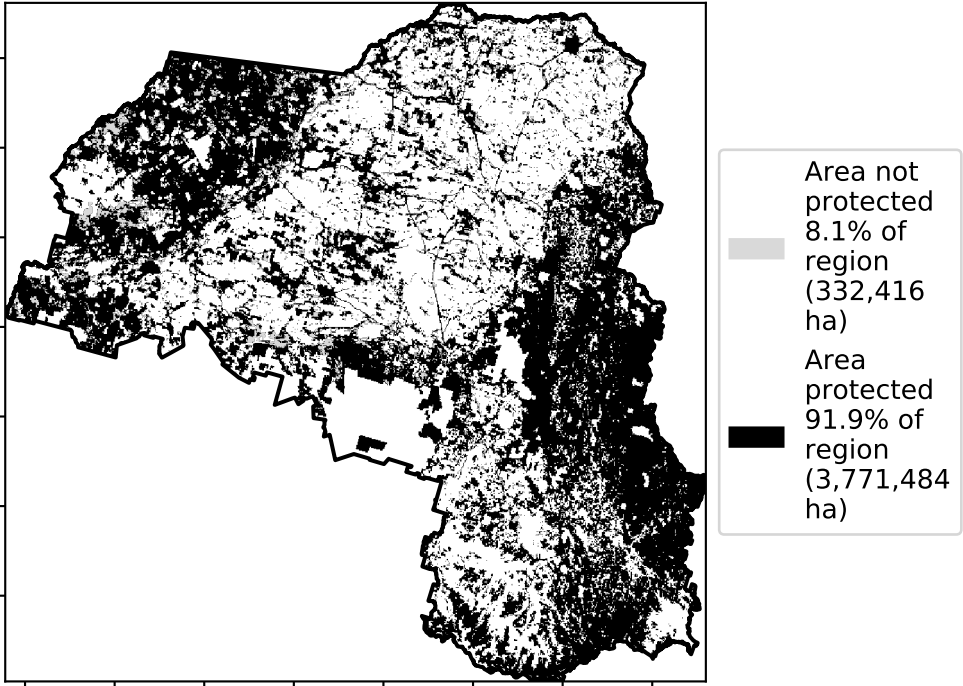 Area not
protected
8.1% of
region
(332,416
ha)
Area
protected
91.9% of
region
(3,771,484
ha)